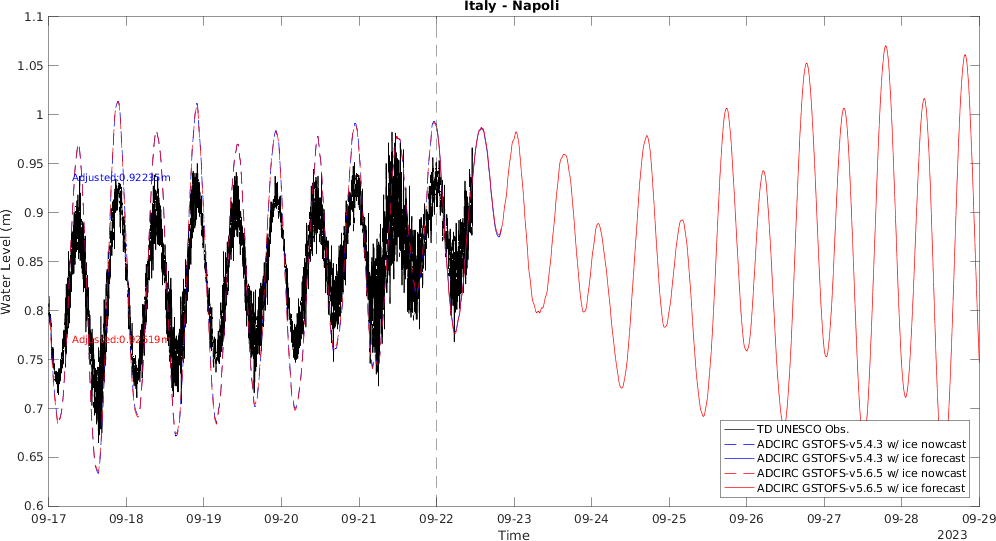 Italy - Napoli
1.1
1.05
1
0.95
0.9
0.85
0.8
0.75
0.7
0.65
0.6
Water Level (m)
Adjusted:0.92235m
Adjusted:0.92619m
TD UNESCO Obs.
ADCIRC GSTOFS-v5.4.3 w/ ice nowcast
ADCIRC GSTOFS-v5.4.3 w/ ice forecast
ADCIRC GSTOFS-v5.6.5 w/ ice nowcast
ADCIRC GSTOFS-v5.6.5 w/ ice forecast
09-17 09-18 09-19 09-20 09-21 09-22 09-23 09-24 09-25 09-26 09-27 09-28 09-29
Time
2023